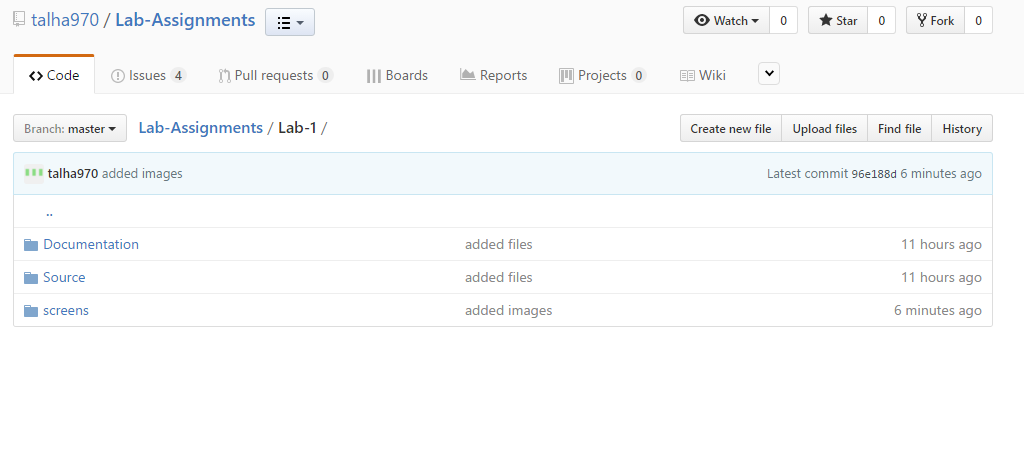 talha970 / Lab-Assignments Watch 0 Star 0 Fork 0
Code Issues 4 Pull requests 0 Boards Reports Projects 0 Wiki
Branch: master Lab-Assignments / Lab-1 / Create new file Upload files Find file History
talha970 added images Latest commit 96e188d 6 minutes ago
..
Documentation added files 11 hours ago
Source added files 11 hours ago
screens added images 6 minutes ago